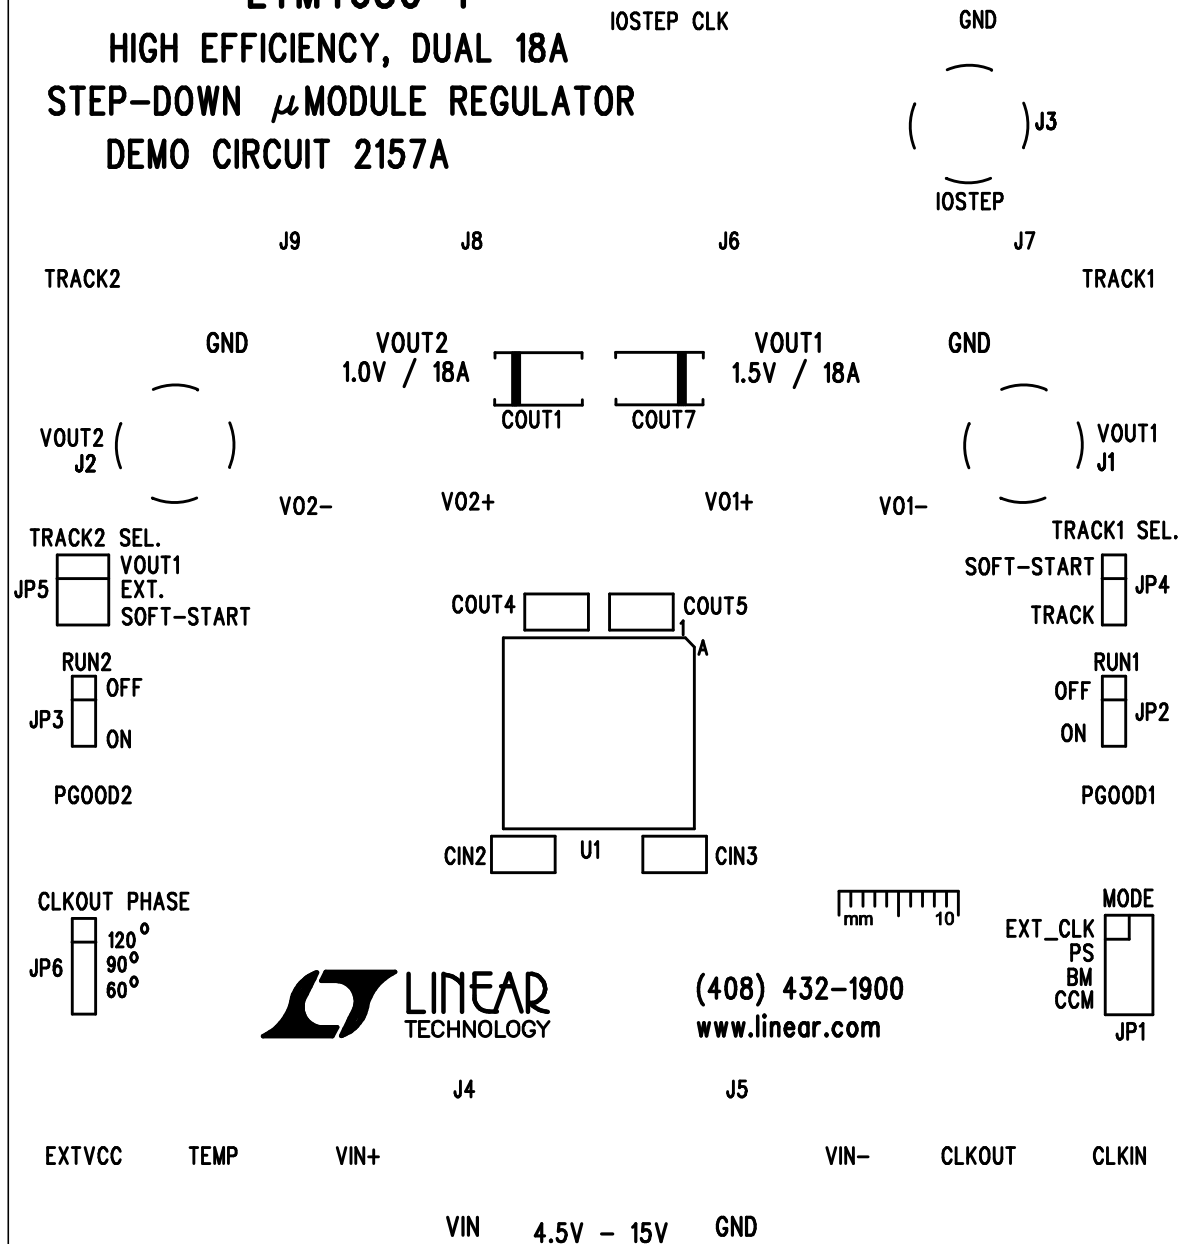 IOSTEP CLK
GND
HIGH EFFICIENCY, DUAL 18A
STEP-DOWN µMODULE REGULATOR
DEMO CIRCUIT 2157A
J3
IOSTEP
J9
J8
J6
J7
TRACK2
TRACK1
GND
VOUT2
1.0V / 18A
VOUT1
1.5V / 18A
GND
COUT1
COUT7
VOUT2
J2
VOUT1
J1
VO2-
VO2+
VO1+
VO1-
TRACK2 SEL.
VOUT1
JP5
EXT.
SOFT-START
TRACK1 SEL.
SOFT-START
JP4
TRACK
COUT4
COUT5
1
A
RUN2
OFF
JP3
ON
RUN1
OFF
JP2
ON
PGOOD2
PGOOD1
CIN2
U1
CIN3
CLKOUT PHASE
120°
JP6
90°
60°
mm
10
MODE
EXT_CLK
PS
BM
CCM
JP1
LINEAR
TECHNOLOGY
(408) 432-1900
www.linear.com
J4
J5
EXTVCC
TEMP
VIN+
VIN-
CLKOUT
CLKIN
VIN
4.5V - 15V
GND